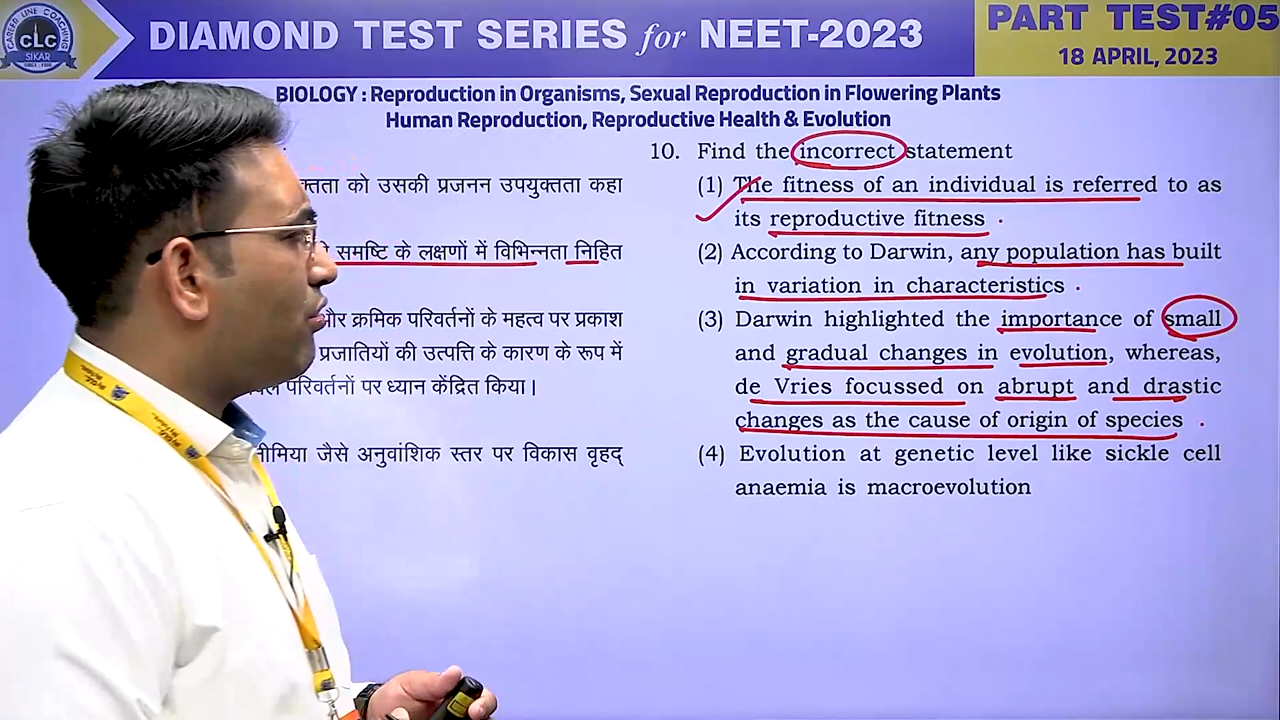 CAREER LINE COACHING
CLC
SIKAR
DIAMOND TEST SERIES for NEET-2023
PART TEST#05
18 APRIL, 2023
BIOLOGY : Reproduction in Organisms, Sexual Reproduction in Flowering Plants
Human Reproduction, Reproductive Health & Evolution
को उसकी प्रजनन उपयुक्तता कहा
समष्टि के लक्षणों में विभिन्नता निहित
और क्रमिक परिवर्तनों के महत्व पर प्रकाश
प्रजातियों की उत्पत्ति के कारण के रूप में
परिवर्तनों पर ध्यान केंद्रित किया।
जैसे अनुवांशिक स्तर पर विकास वृहद्
10. Find the incorrect statement
(1) The fitness of an individual is referred to as
its reproductive fitness
(2) According to Darwin, any population has built
in variation in characteristics
(3) Darwin highlighted the importance of small
and gradual changes in evolution, whereas,
de Vries focussed on abrupt and drastic
changes as the cause of origin of species
(4) Evolution at genetic level like sickle cell
anaemia is macroevolution